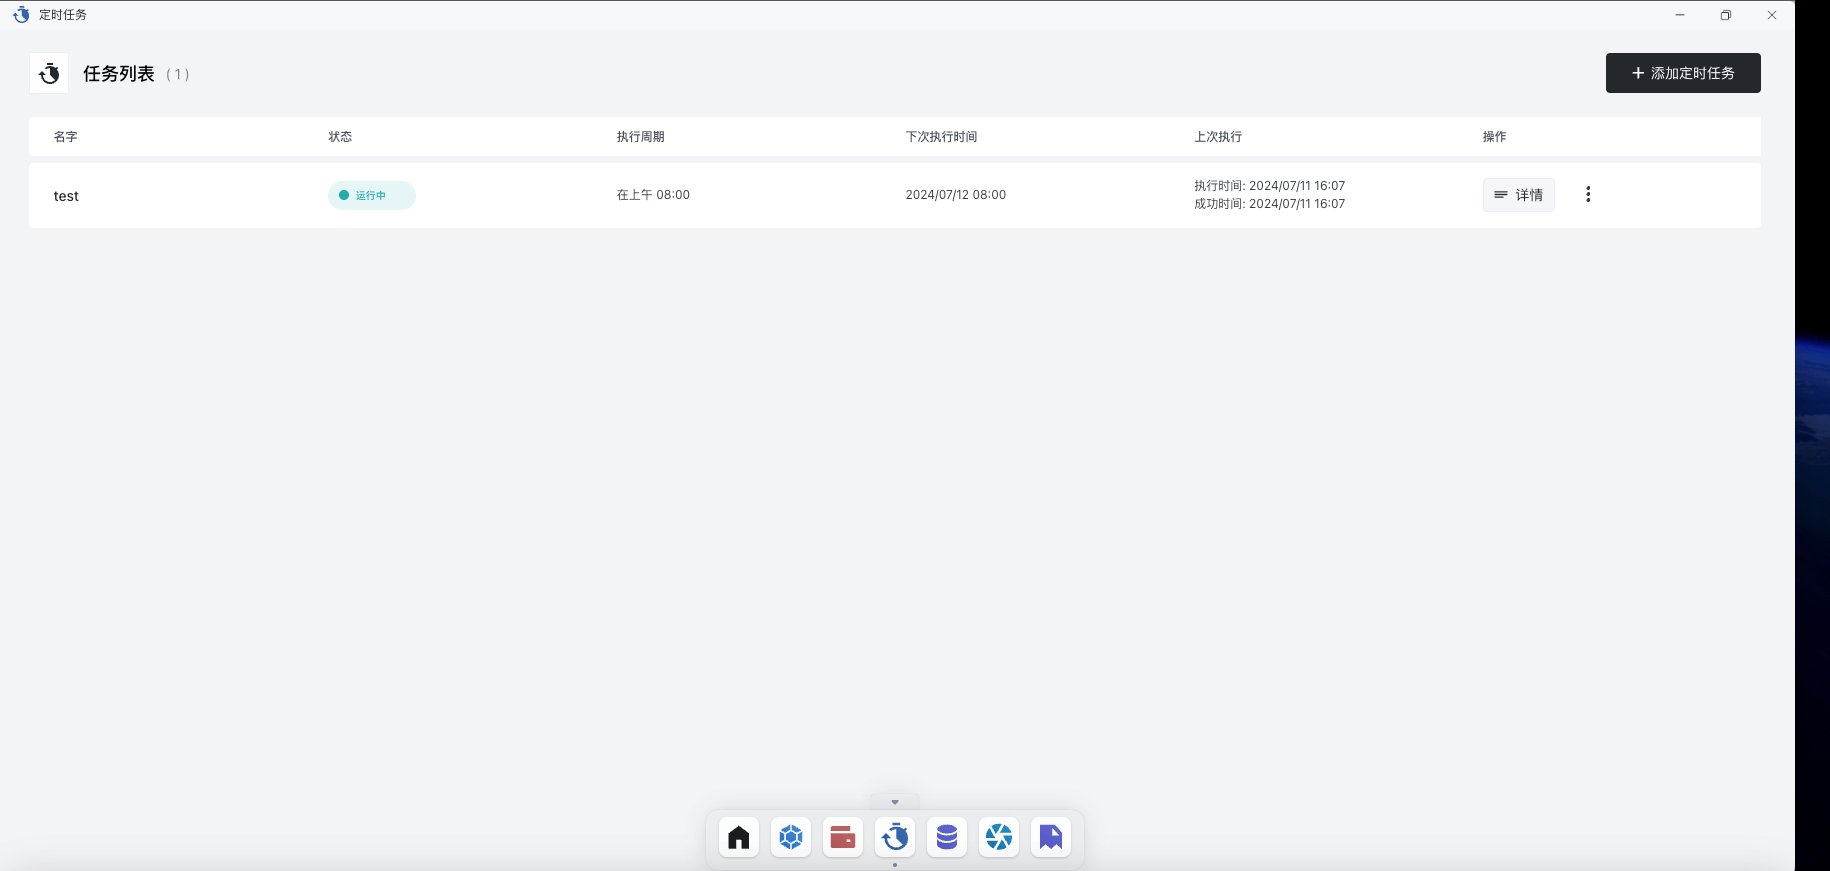 定时任务
任务列表 ( 1 )
添加定时任务
名字 状态 执行周期 下次执行时间 上次执行 操作
test 运行中 在上午 08:00 2024/07/12 08:00 执行时间: 2024/07/11 16:07 详情
成功时间: 2024/07/11 16:07